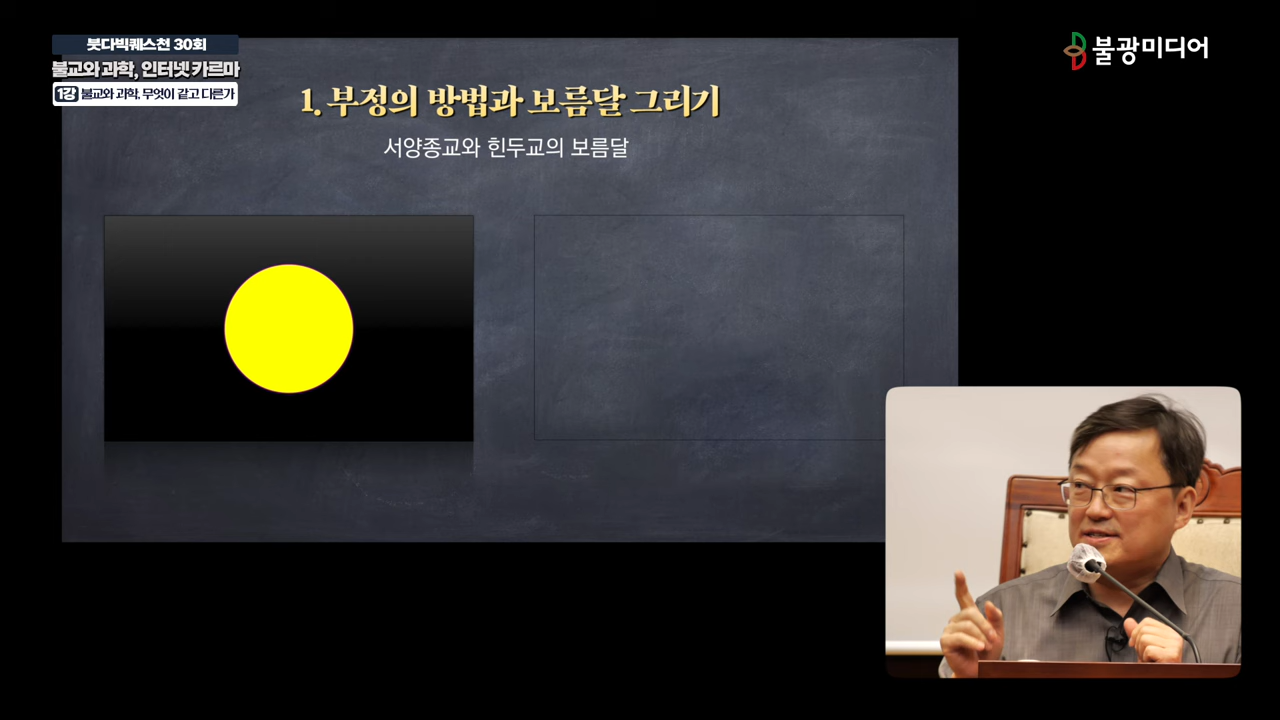 붓다빅퀘스천 30회
불교와 과학, 인터넷 카르마
1강 불교와 과학, 무엇이 같고 다른가
불광미디어
1. 부정의 방법과 보름달 그리기
서양종교와 힌두교의 보름달